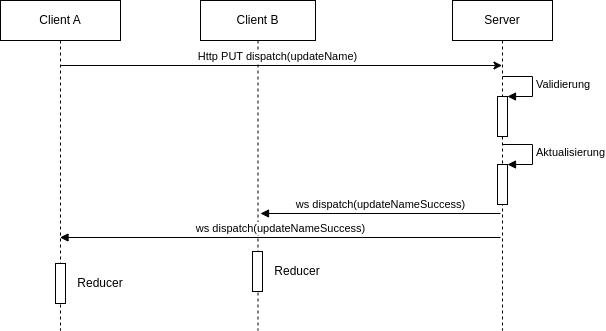 Client A
Client B
Server
Http PUT dispatch(updateName)
Validierung
Aktualisierung
ws dispatch(updateNameSuccess)
ws dispatch(updateNameSuccess)
Reducer
Reducer